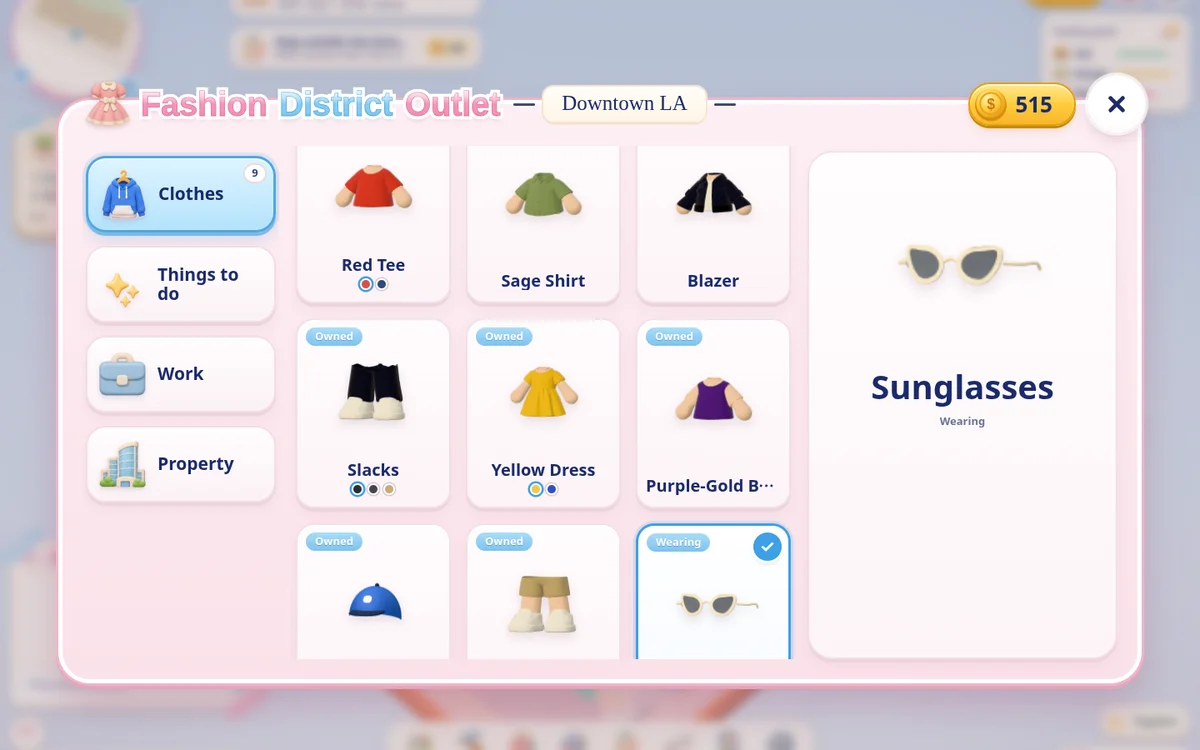 Fashion District Outlet
Downtown LA
515
Clothes
9
Things to
do
Work
Property
Red Tee
Sage Shirt
Blazer
Owned
Owned
Owned
Slacks
Yellow Dress
Purple-Gold B···
Owned
Owned
Wearing
Sunglasses
Wearing